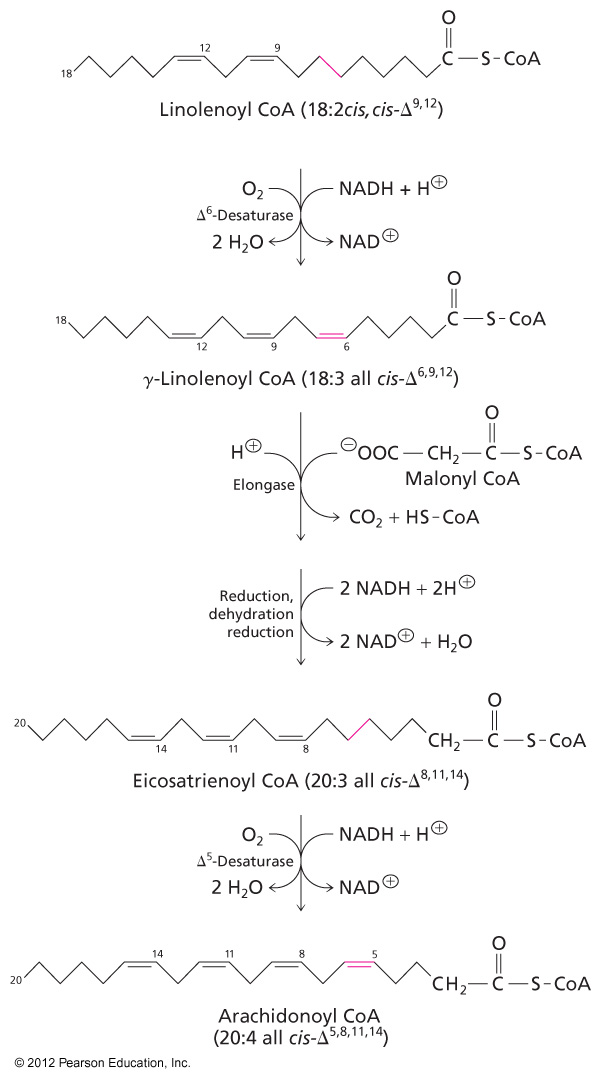 O
12 9
C – S – CoA
18
Linolenoyl CoA (18:2cis, cis-Δ9,12)
O2 NADH + H⊕
Δ6-Desaturase
2 H2O NAD⊕
O
18 C – S – CoA
12 9 6
γ-Linolenoyl CoA (18:3 all cis-Δ6,9,12)
O
H⊕ ⊖OOC – CH2 – C – S – CoA
Elongase Malonyl CoA
CO2 + HS – CoA
Reduction, 2 NADH + 2H⊕
dehydration
reduction 2 NAD⊕ + H2O
O
20 CH2 – C – S – CoA
14 11 8
Eicosatrienoyl CoA (20:3 all cis-Δ8,11,14)
O2 NADH + H⊕
Δ5-Desaturase
2 H2O NAD⊕
O
14 11 8 5
20 CH2 – C – S – CoA
Arachidonoyl CoA
(20:4 all cis-Δ5,8,11,14)
© 2012 Pearson Education, Inc.